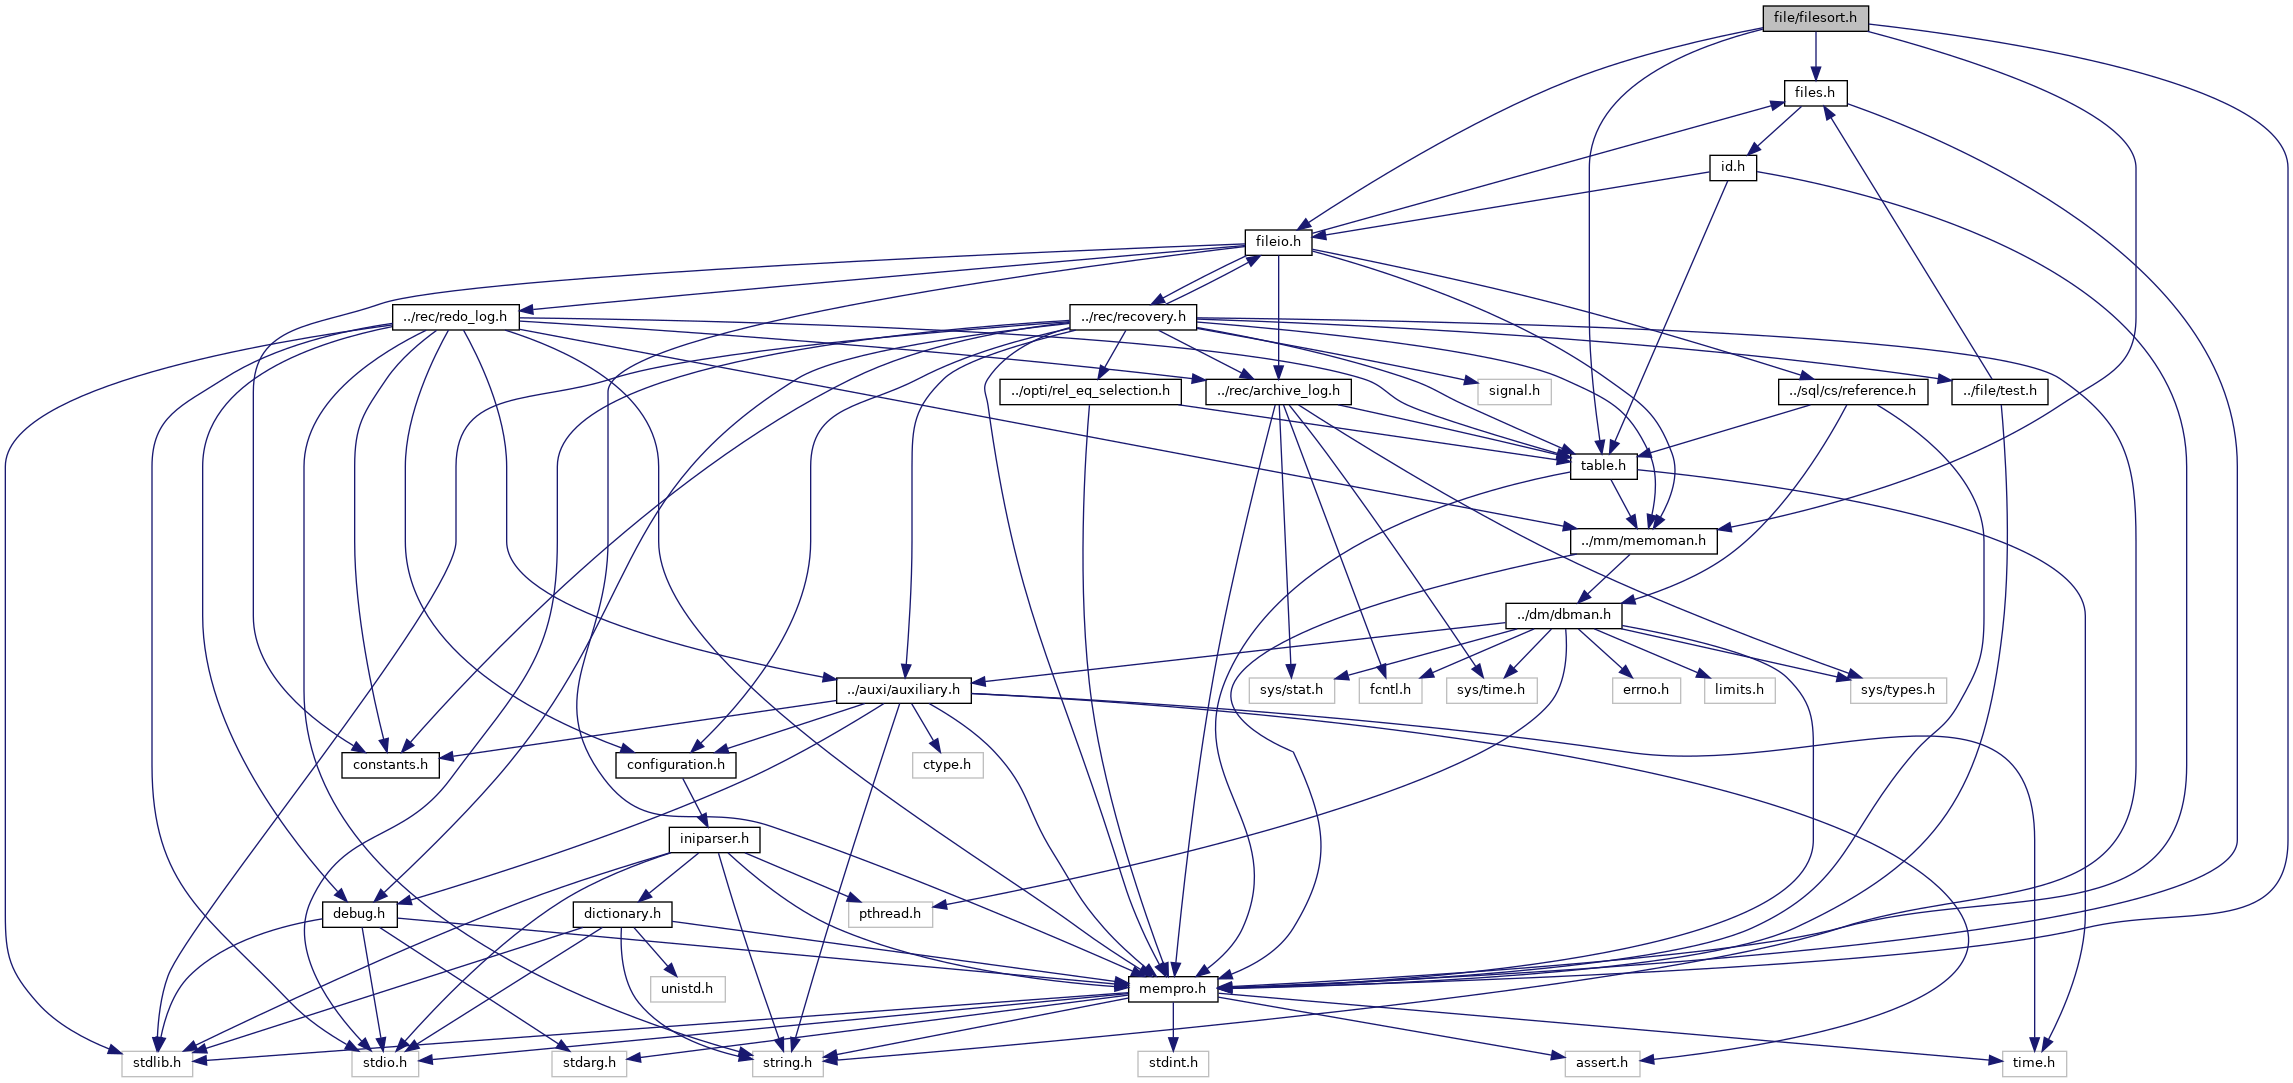 file/filesort.h
files.h
id.h
fileio.h
../rec/redo_log.h
../rec/recovery.h
../opti/rel_eq_selection.h
../rec/archive_log.h
signal.h
../sql/cs/reference.h
../file/test.h
table.h
../mm/memoman.h
../dm/dbman.h
../auxi/auxiliary.h
sys/stat.h
fcntl.h
sys/time.h
errno.h
limits.h
sys/types.h
constants.h
configuration.h
ctype.h
iniparser.h
debug.h
dictionary.h
pthread.h
unistd.h
mempro.h
stdlib.h
stdio.h
stdarg.h
string.h
stdint.h
assert.h
time.h